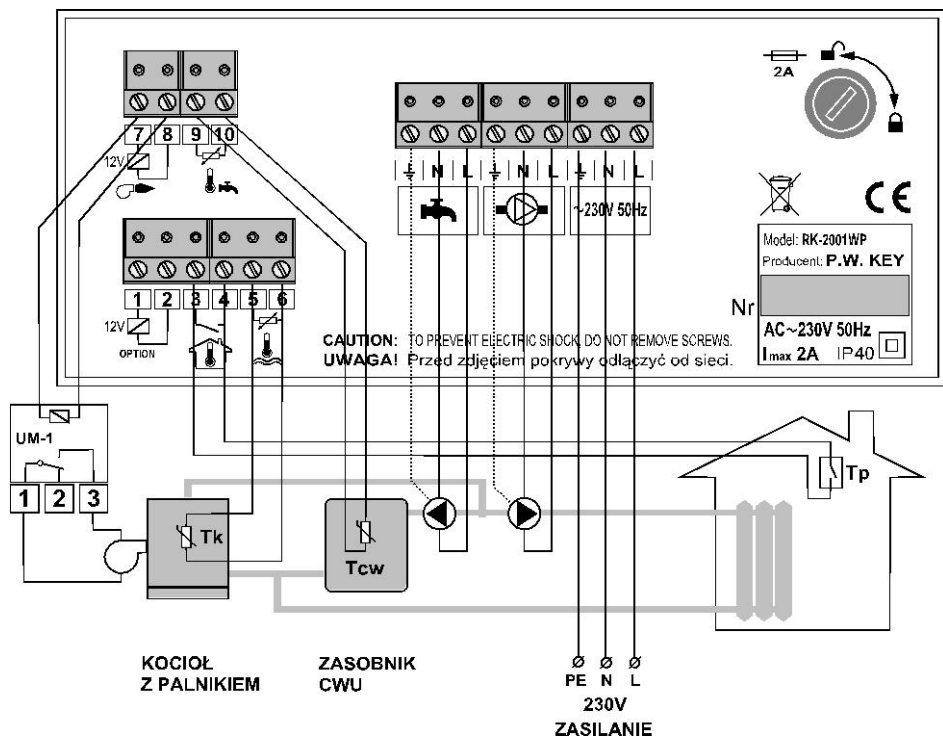 2A
7 8 9 10
12V
N L N L N L
~230V 50Hz
Model: RK-2001WP
Producent: P.W. KEY
Nr
AC~230V 50Hz
Imax 2A IP40
1 2 3 4 5 6
12V
OPTION
CAUTION: TO PREVENT ELECTRIC SHOCK, DO NOT REMOVE SCREWS.
UWAGA! Przed zdjęciem pokrywy odłączyć od sieci.
UM-1
1 2 3
Tk
Tcw
Tp
KOCIOŁ
Z PALNIKIEM
ZASOBNIK
CWU
PE N L
230V
ZASILANIE
CE